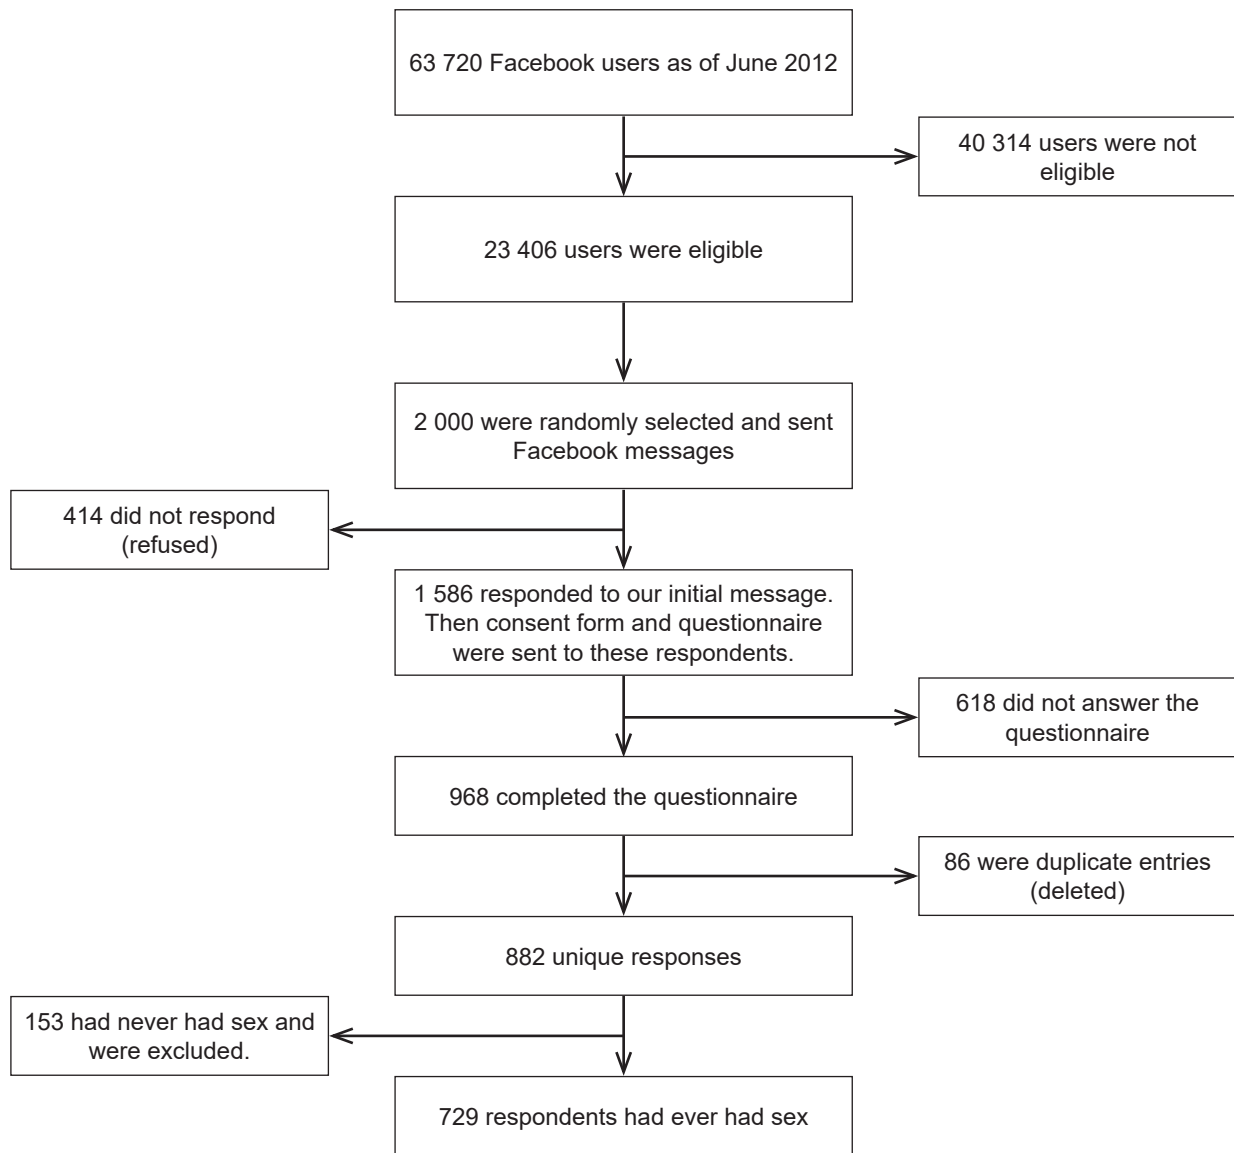 63 720 Facebook users as of June 2012
40 314 users were not
eligible
23 406 users were eligible
2 000 were randomly selected and sent
Facebook messages
414 did not respond
(refused)
1 586 responded to our initial message.
Then consent form and questionnaire
were sent to these respondents.
618 did not answer the
questionnaire
968 completed the questionnaire
86 were duplicate entries
(deleted)
882 unique responses
153 had never had sex and
were excluded.
729 respondents had ever had sex